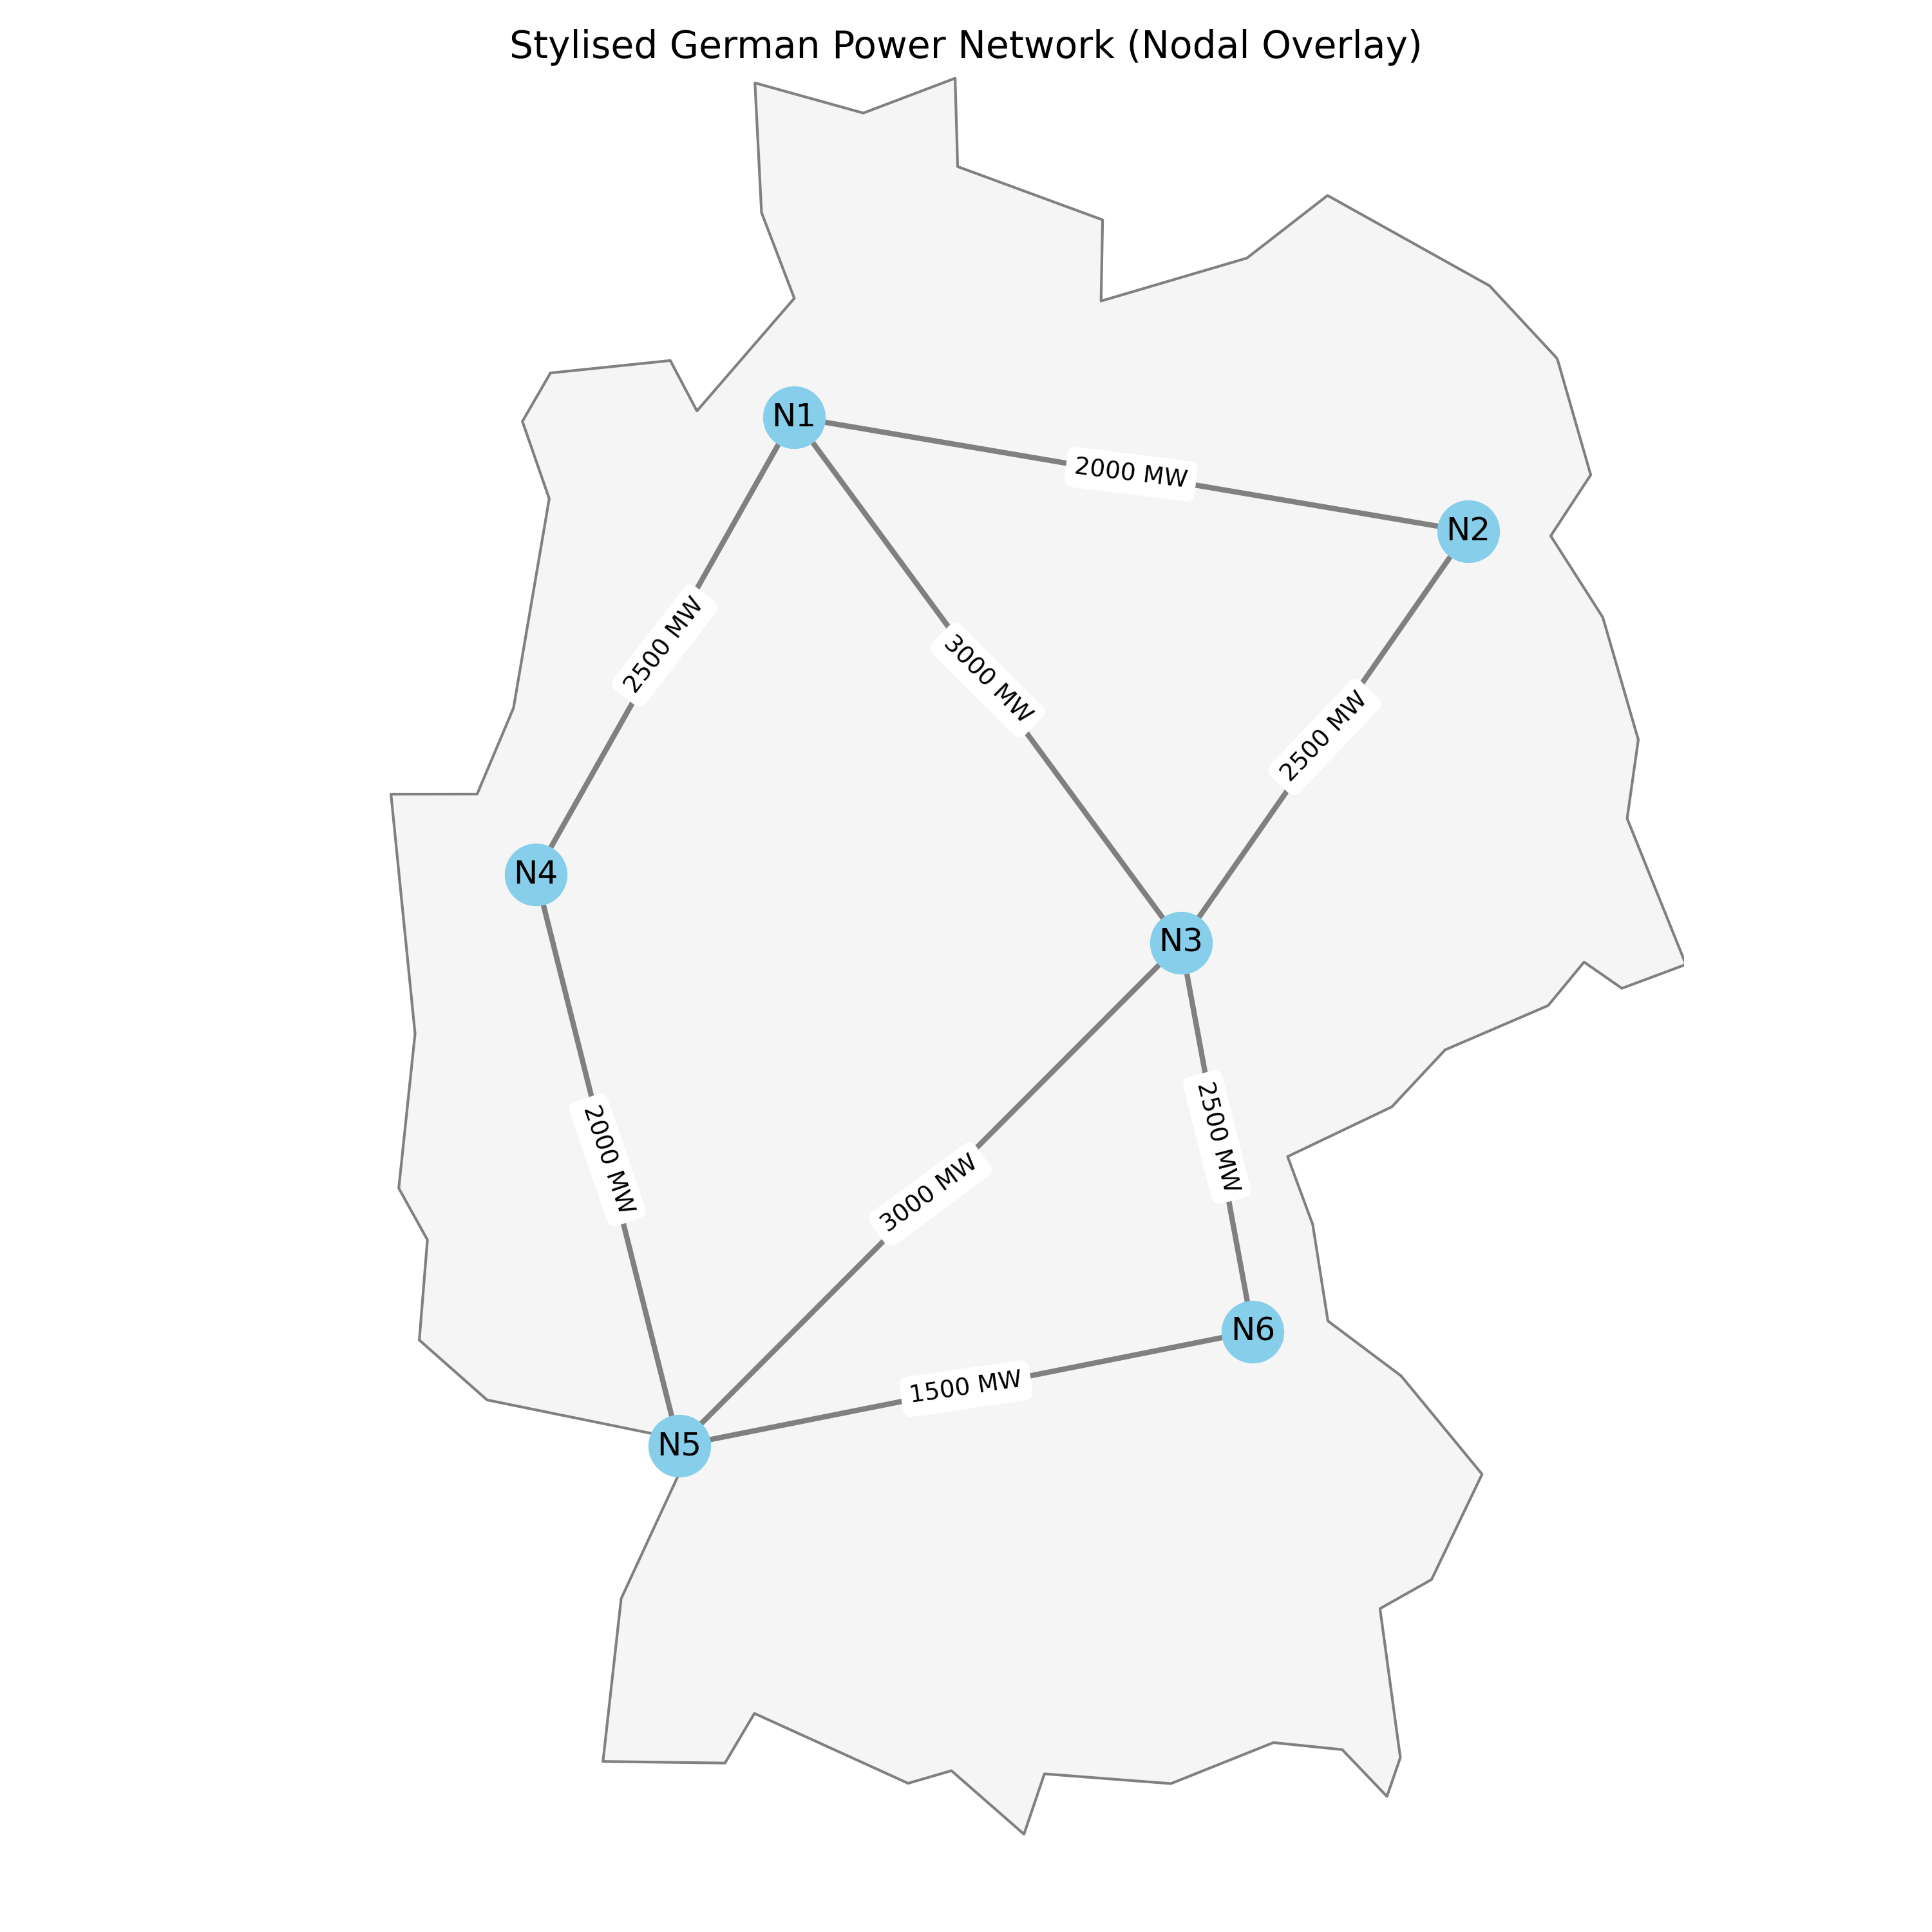 Stylised German Power Network (Nodal Overlay)
N1
2000 MW
N2
2500 MW
3000 MW
2500 MW
N4
N3
2000 MW
3000 MW
2500 MW
N6
1500 MW
N5